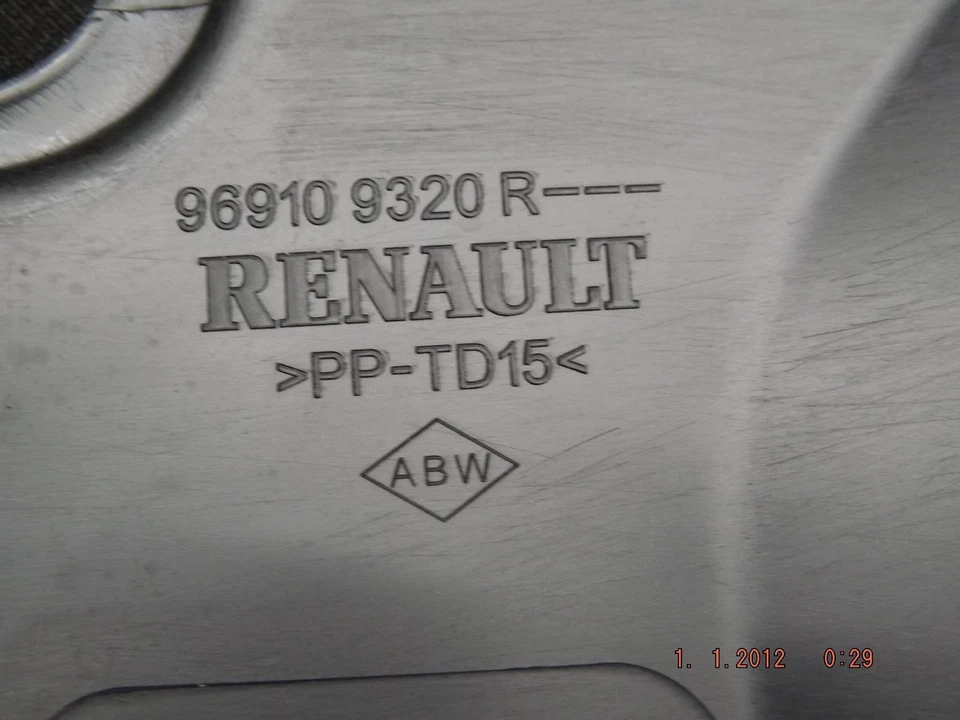 96910 9320 R---
RENAULT
>PP-TD15<
ABW
1. 1.2012 0:29